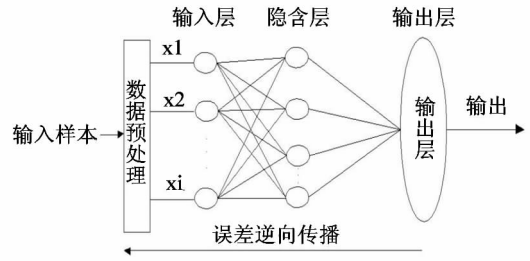 输入层 隐含层 输出层
x1
x2
xi
输入样本
数据预处理
输出层
输出
误差逆向传播